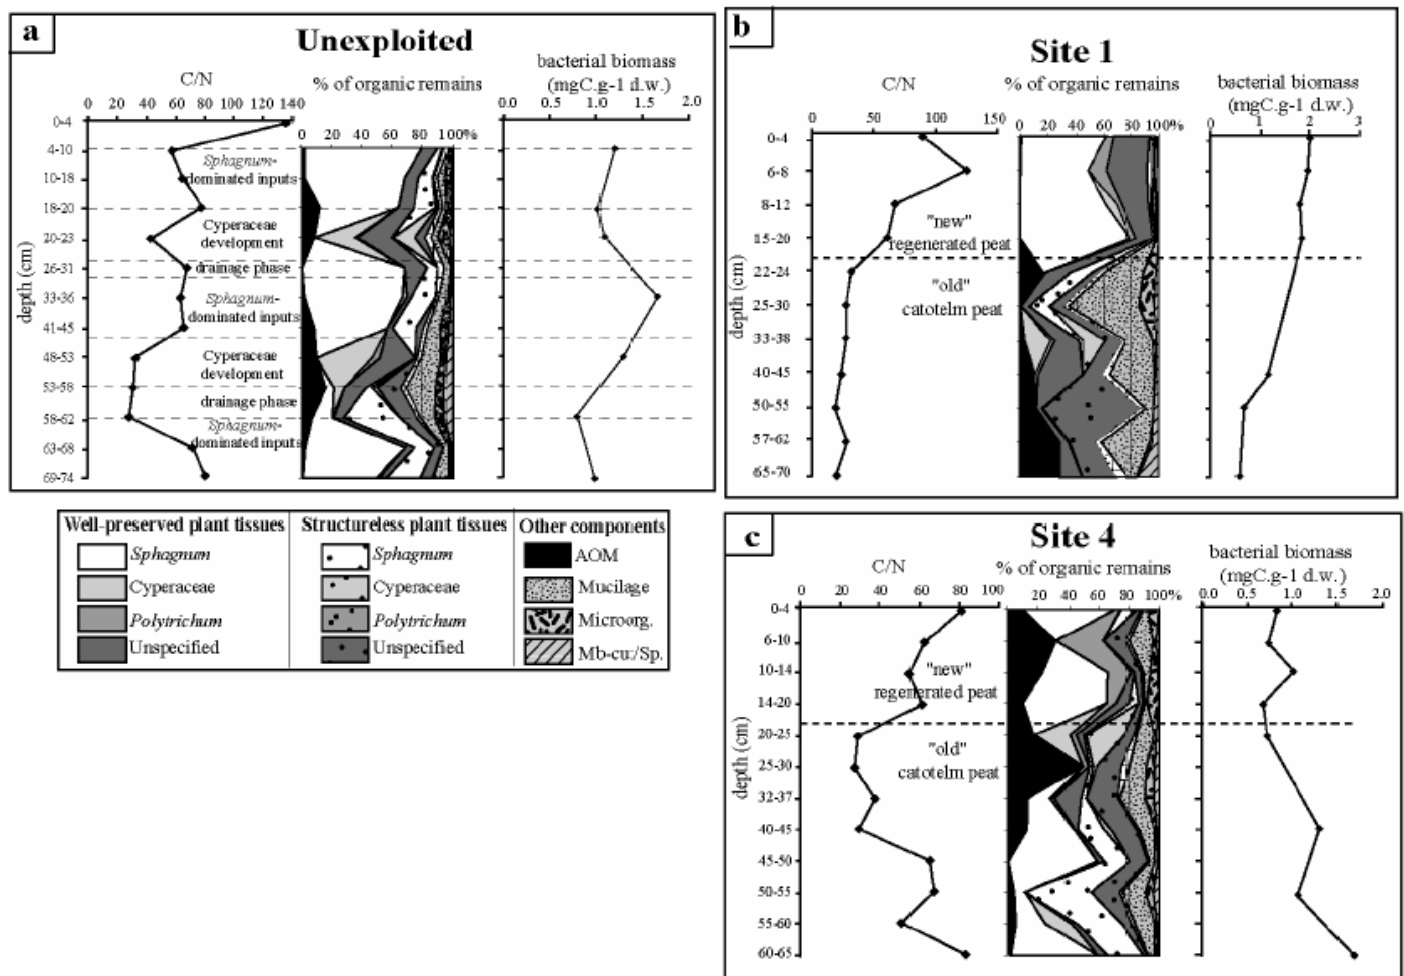 a
Unexploited
C/N
% of organic remains
bacterial biomass
(mgC.g-1 d.w.)
0 20 40 60 80 100 120 140
0 20 40 60 80 100%
0.0 0.5 1.0 1.5 2.0
depth (cm)
0-4
4-10
10-18
18-20
20-23
26-31
33-36
41-45
48-53
53-58
58-62
63-68
69-74
Sphagnum-
dominated inputs
Cyperaceae
development
drainage phase
Sphagnum-
dominated inputs
Cyperaceae
development
drainage phase
Sphagnum-
dominated inputs
b
Site 1
C/N
% of organic remains
bacterial biomass
(mgC.g-1 d.w.)
0 50 100 150
0 20 40 60 80 100%
0 1 2 3
depth (cm)
0-4
6-8
8-12
15-20
22-24
25-30
33-38
40-45
50-55
57-62
65-70
"new"
regenerated peat
"old"
catotelm peat
Well-preserved plant tissues
Sphagnum
Cyperaceae
Polytrichum
Unspecified
Structureless plant tissues
Sphagnum
Cyperaceae
Polytrichum
Unspecified
Other components
AOM
Mucilage
Microorg.
Mb-cu:/Sp.
c
Site 4
C/N
% of organic remains
bacterial biomass
(mgC.g-1 d.w.)
0 20 40 60 80 100
20 40 60 80 100%
0.0 0.5 1.0 1.5 2.0
depth (cm)
0-4
6-10
10-14
14-20
20-25
25-30
32-37
40-45
45-50
50-55
55-60
60-65
"new"
regenerated peat
"old"
catotelm peat